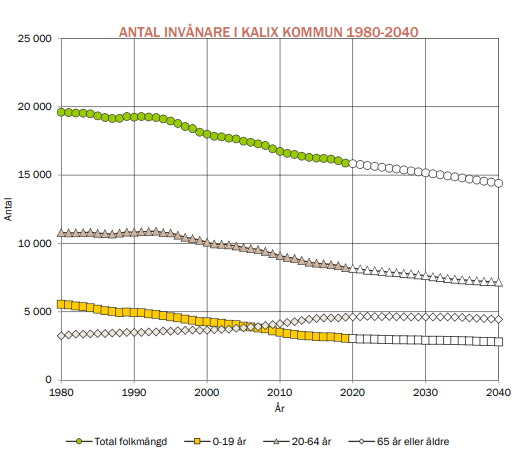 ANTAL INVÅNARE I KALIX KOMMUN 1980-2040
25 000
20 000
15 000
10 000
5 000
0
Antal
1980 1990 2000 2010 2020 2030 2040
År
Total folkmängd 0-19 år 20-64 år 65 år eller äldre